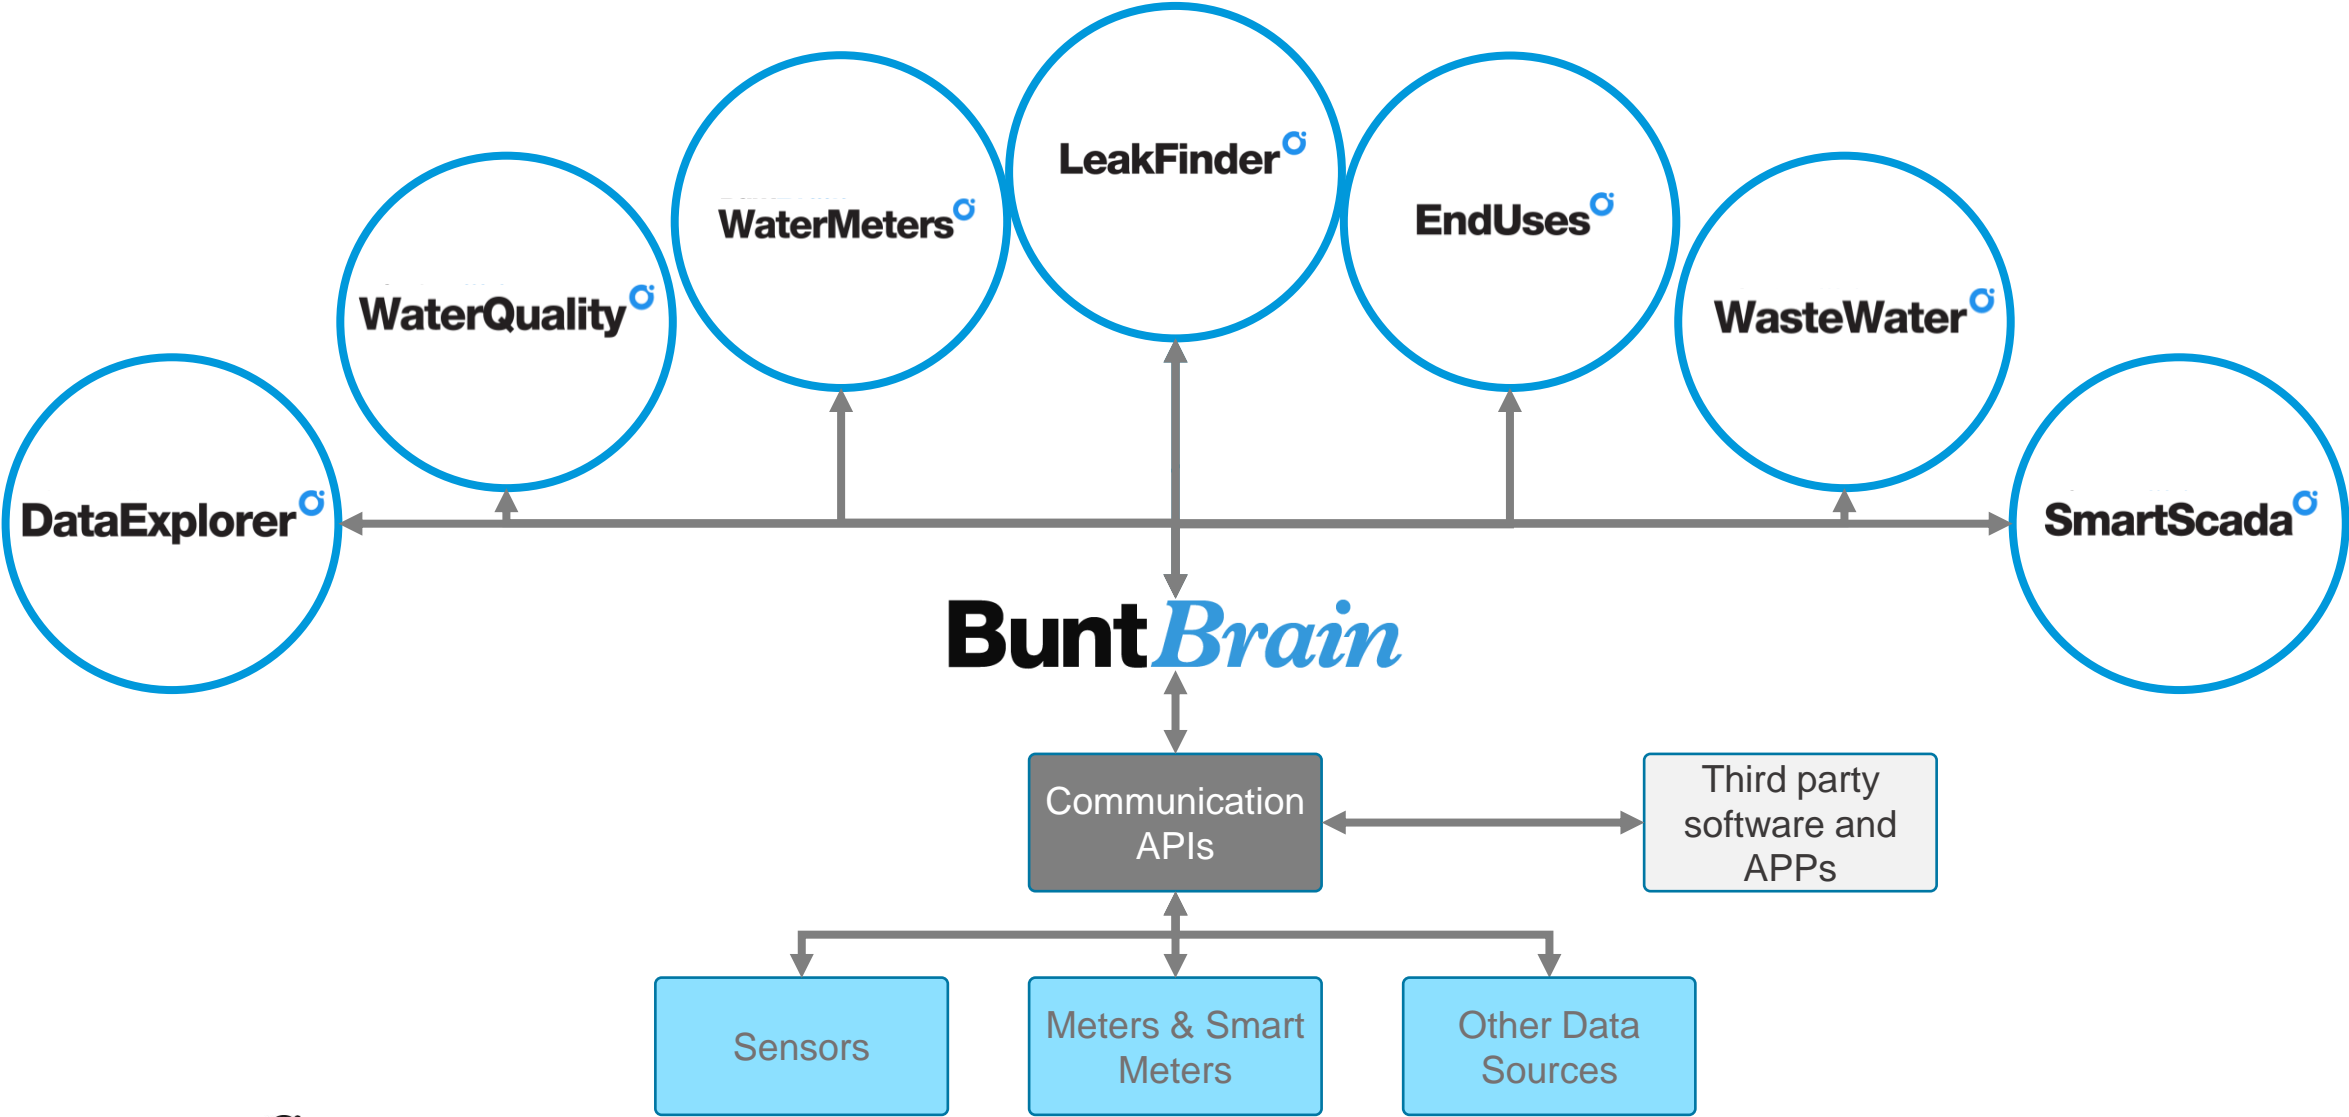 LeakFinder
WaterMeters
EndUses
WaterQuality
WasteWater
DataExplorer
SmartScada
BuntBrain
Communication
APIs
Third party
software and
APPs
Sensors
Meters & Smart
Meters
Other Data
Sources